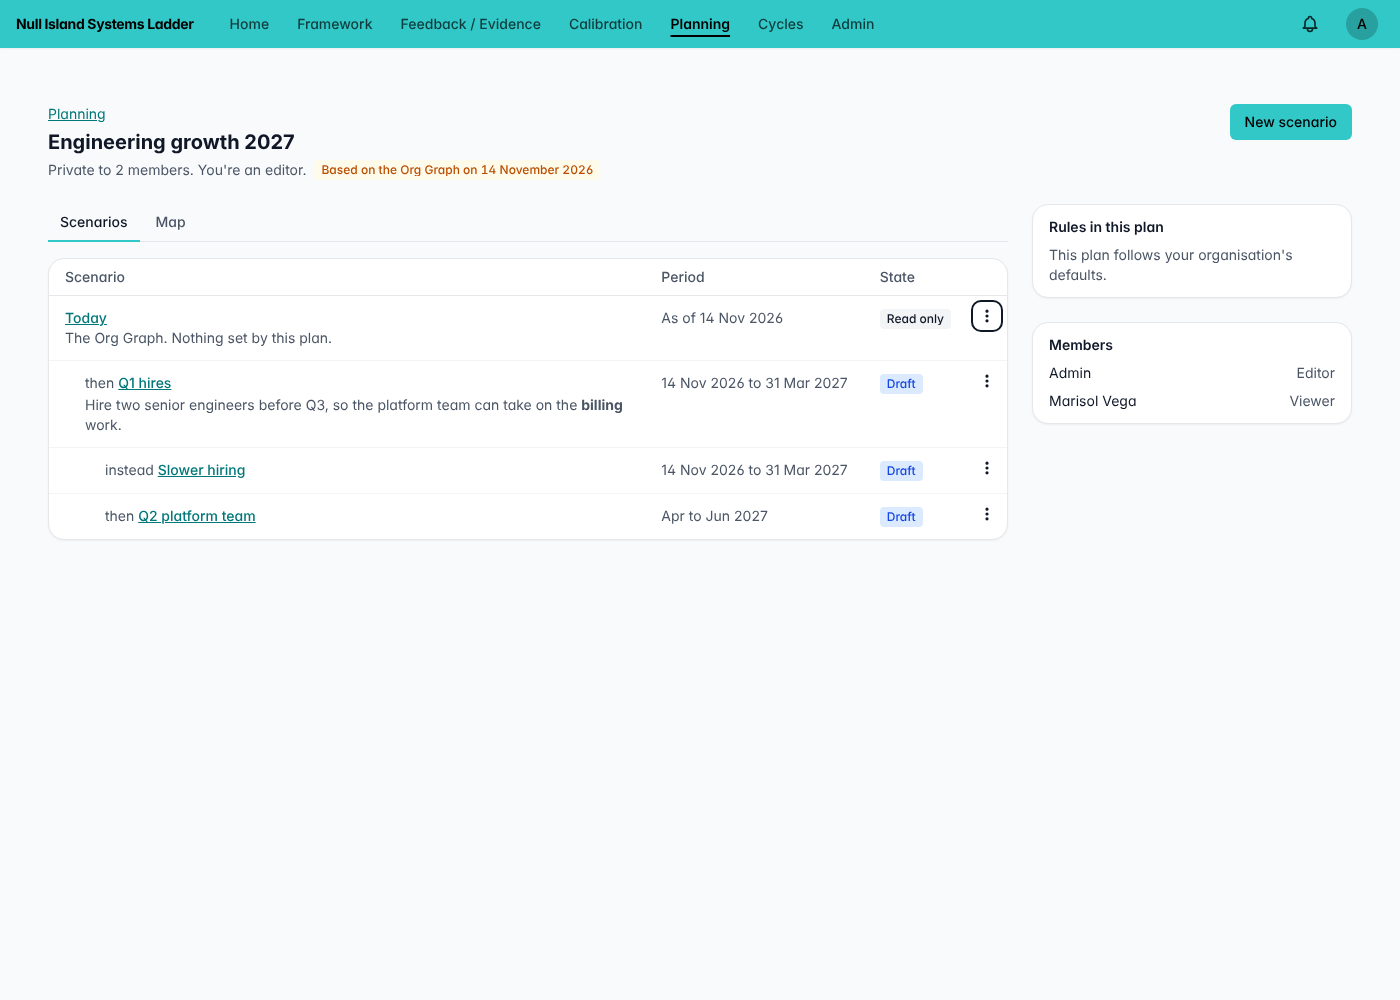 Null Island Systems Ladder
Home
Framework
Feedback / Evidence
Calibration
Planning
Cycles
Admin
A
Planning
Engineering growth 2027
Private to 2 members. You're an editor.
Based on the Org Graph on 14 November 2026
New scenario
Scenarios
Map
Scenario
Period
State
Today
The Org Graph. Nothing set by this plan.
As of 14 Nov 2026
Read only
then Q1 hires
Hire two senior engineers before Q3, so the platform team can take on the billing
work.
14 Nov 2026 to 31 Mar 2027
Draft
instead Slower hiring
14 Nov 2026 to 31 Mar 2027
Draft
then Q2 platform team
Apr to Jun 2027
Draft
Rules in this plan
This plan follows your organisation's
defaults.
Members
Admin
Editor
Marisol Vega
Viewer